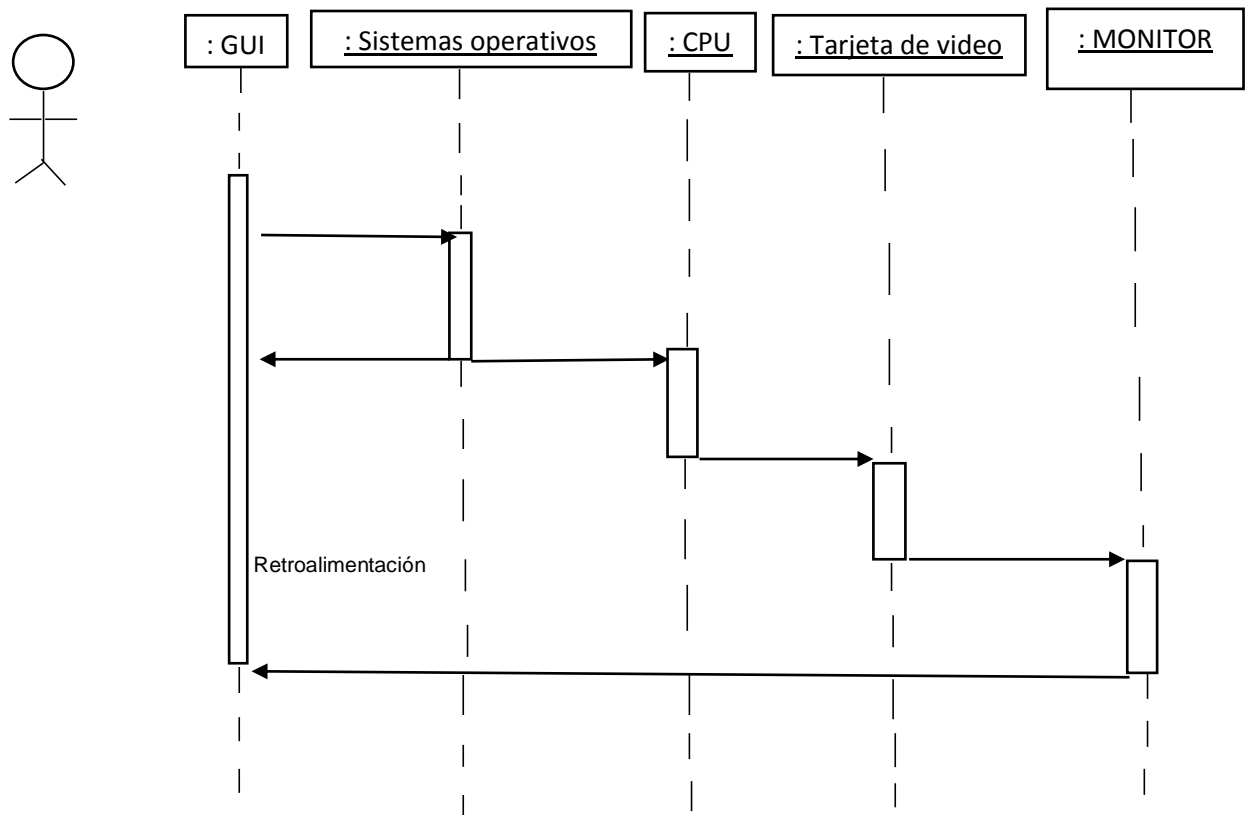 : GUI
: Sistemas operativos
: CPU
: Tarjeta de video
: MONITOR
Retroalimentación